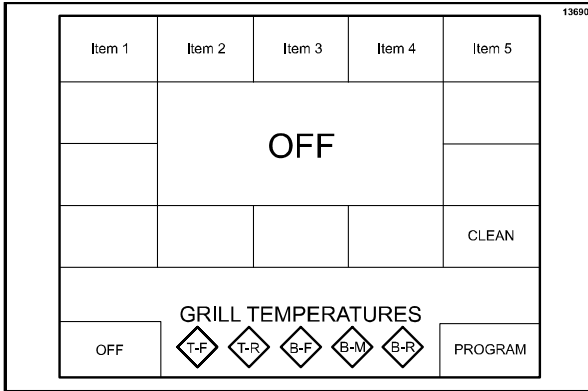 13690
Item 1 Item 2 Item 3 Item 4 Item 5
OFF
CLEAN
GRILL TEMPERATURES
OFF T-F T-R B-F B-M B-R PROGRAM